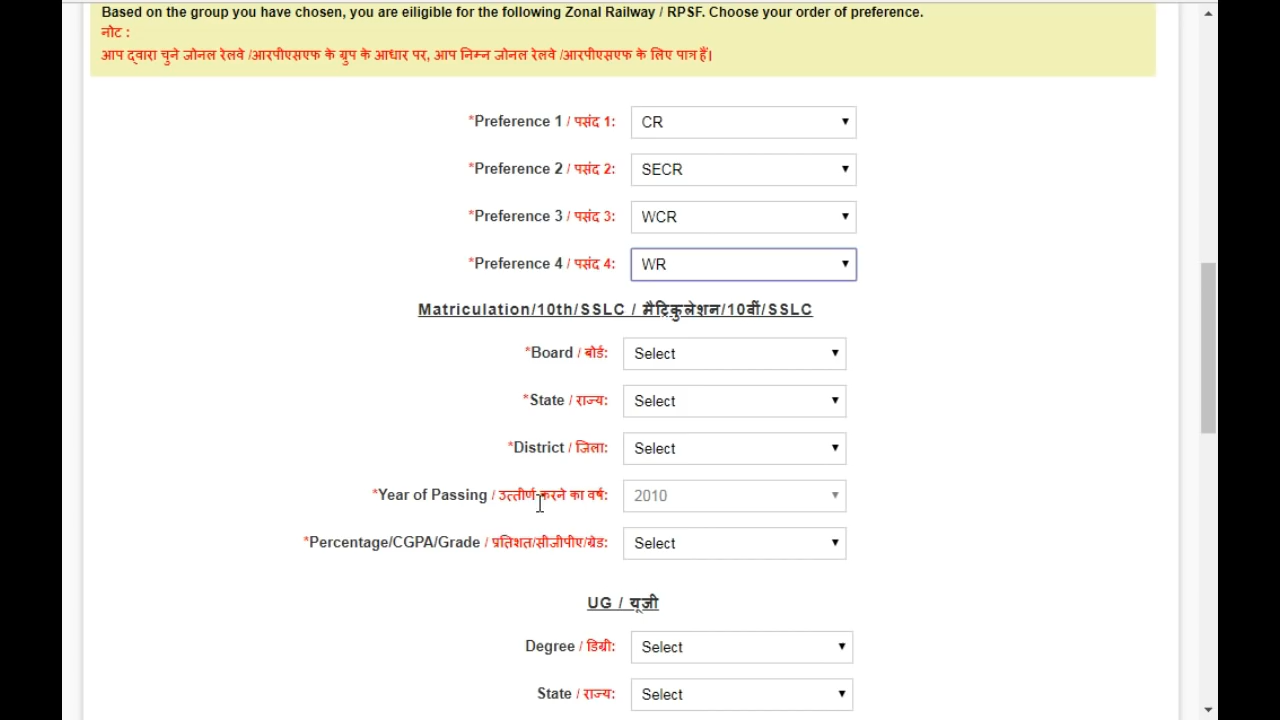 Based on the group you have chosen, you are eiligible for the following Zonal Railway / RPSF. Choose your order of preference.
नोट :
आप द्वारा चुने जोनल रेलवे /आरपीएसएफ के ग्रुप के आधार पर, आप निम्न जोनल रेलवे /आरपीएसएफ के लिए पात्र हैं।
*Preference 1 / पसंद 1: CR
*Preference 2 / पसंद 2: SECR
*Preference 3 / पसंद 3: WCR
*Preference 4 / पसंद 4: WR
Matriculation/10th/SSLC / मैट्रिकुलेशन/10वीं/SSLC
*Board / बोर्ड: Select
*State / राज्य: Select
*District / जिला: Select
*Year of Passing / उत्तीर्ण करने का वर्ष: 2010
*Percentage/CGPA/Grade / प्रतिशत/सीजीपीए/ग्रेड: Select
UG / यूजी
Degree / डिग्री: Select
State / राज्य: Select